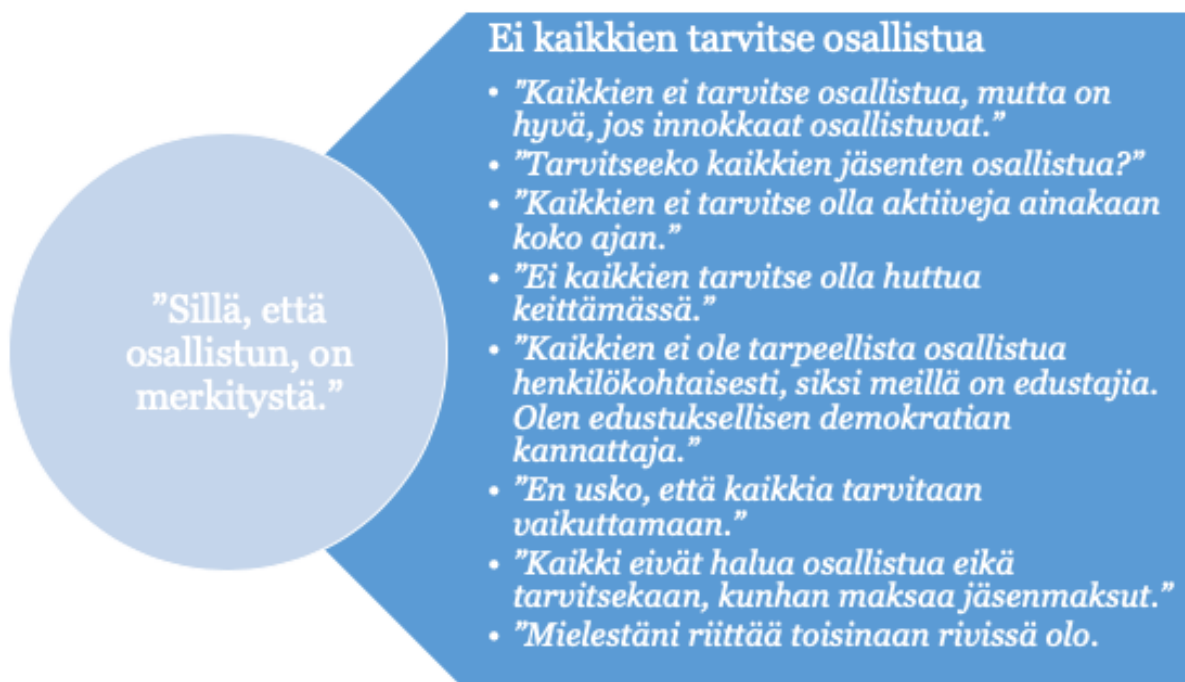 ”Sillä, että
osallistun, on
merkitystä.”
Ei kaikkien tarvitse osallistua
• ”Kaikkien ei tarvitse osallistua, mutta on
hyvä, jos innokkaat osallistuvat.”
• ”Tarvitseeko kaikkien jäsenten osallistua?”
• ”Kaikkien ei tarvitse olla aktiiveja ainakaan
koko ajan.”
• ”Ei kaikkien tarvitse olla huttua
keittämässä.”
• ”Kaikkien ei ole tarpeellista osallistua
henkilökohtaisesti, siksi meillä on edustajia.
Olen edustuksellisen demokratian
kannattaja.”
• ”En usko, että kaikkia tarvitaan
vaikuttamaan.”
• ”Kaikki eivät halua osallistua eikä
tarvitsekaan, kunhan maksaa jäsenmaksut.”
• ”Mielestäni riittää toisinaan rivissä olo.